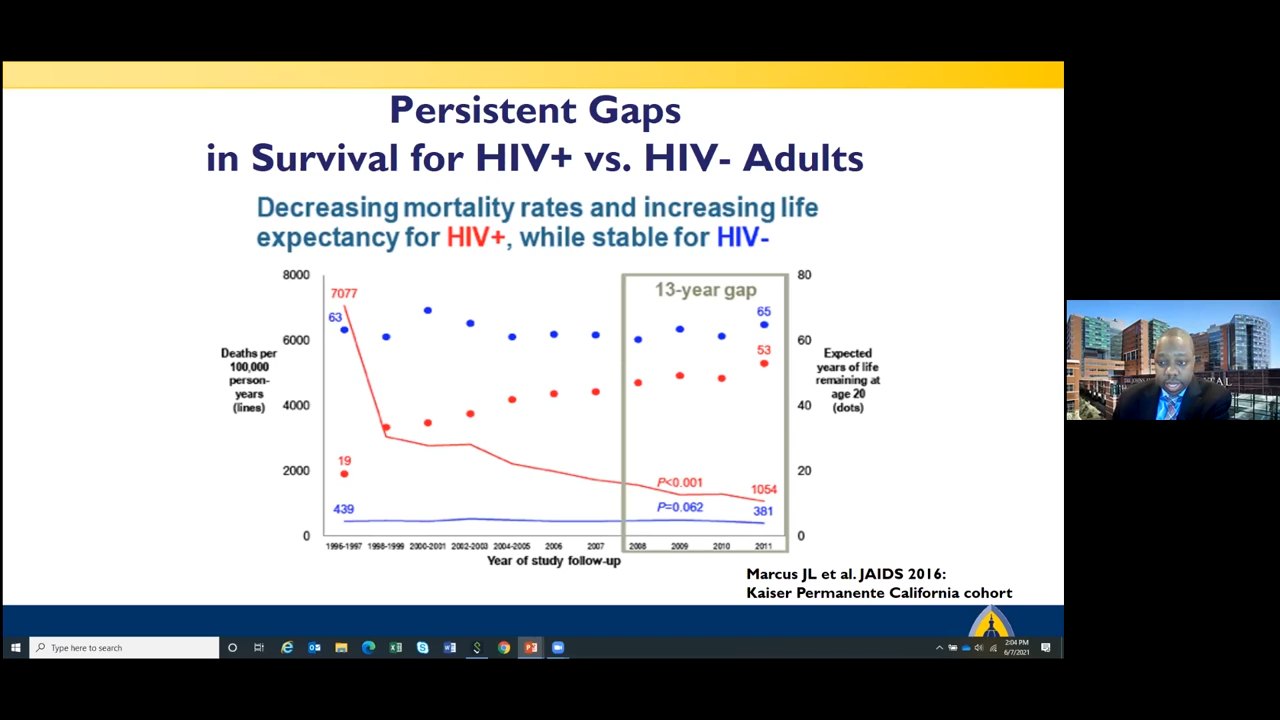 Persistent Gaps
in Survival for HIV+ vs. HIV- Adults
Decreasing mortality rates and increasing life
expectancy for HIV+, while stable for HIV-
8000
6000
4000
2000
0
Deaths per
100,000
person-
years
(lines)
7077
63
19
439
13-year gap
65
53
P<0.001
1054
P=0.062
381
80
60
40
20
0
Expected
years of life
remaining at
age 20
(dots)
1996-1997 1998-1999 2000-2001 2002-2003 2004-2005 2006 2007 2008 2009 2010 2011
Year of study follow-up
Marcus JL et al. JAIDS 2016:
Kaiser Permanente California cohort
Type here to search
2:04 PM
6/7/2021